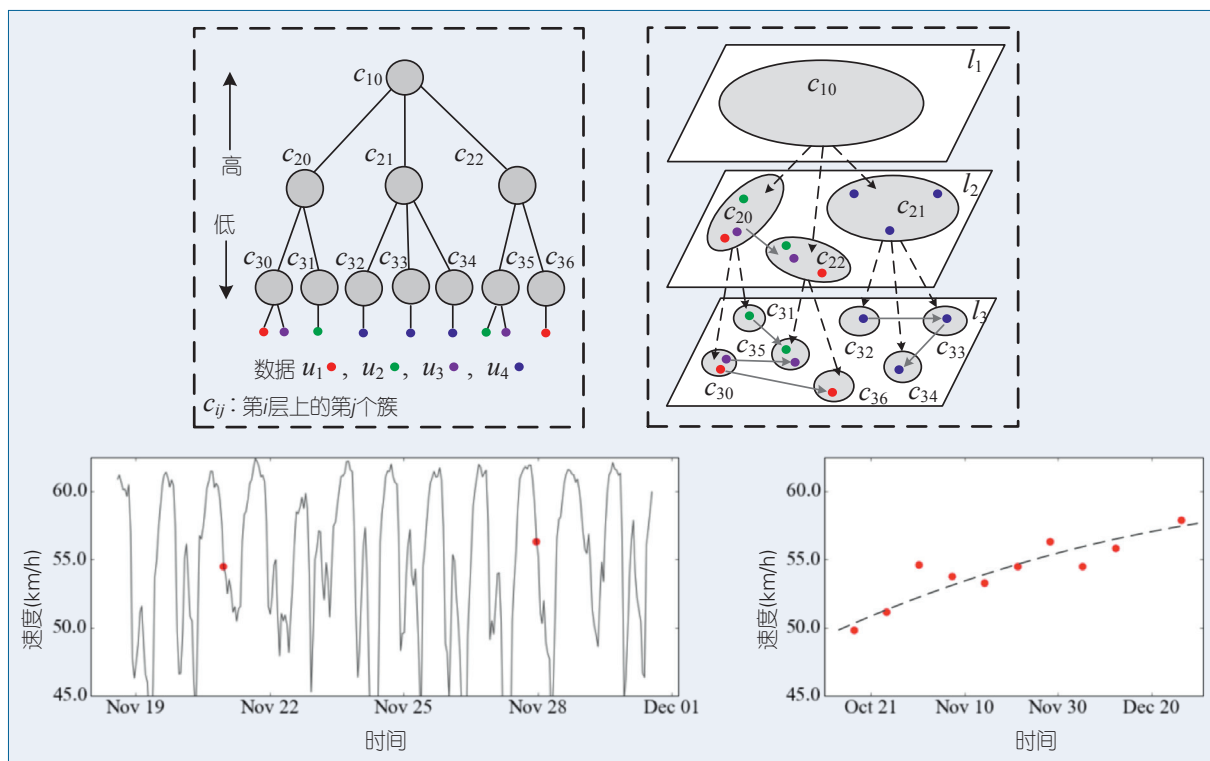 c10
高
低
c20 c21 c22
c30 c31 c32 c33 c34 c35 c36
数据 u1 , u2 , u3 , u4
cij：第i层上的第j个簇
l1
c10
l2
c20
c21
c22
l3
c31
c35
c32
c33
c30
c36
c34
速度(km/h)
60.0
55.0
50.0
45.0
Nov 19 Nov 22 Nov 25 Nov 28 Dec 01
时间
速度(km/h)
60.0
55.0
50.0
45.0
Oct 21 Nov 10 Nov 30 Dec 20
时间